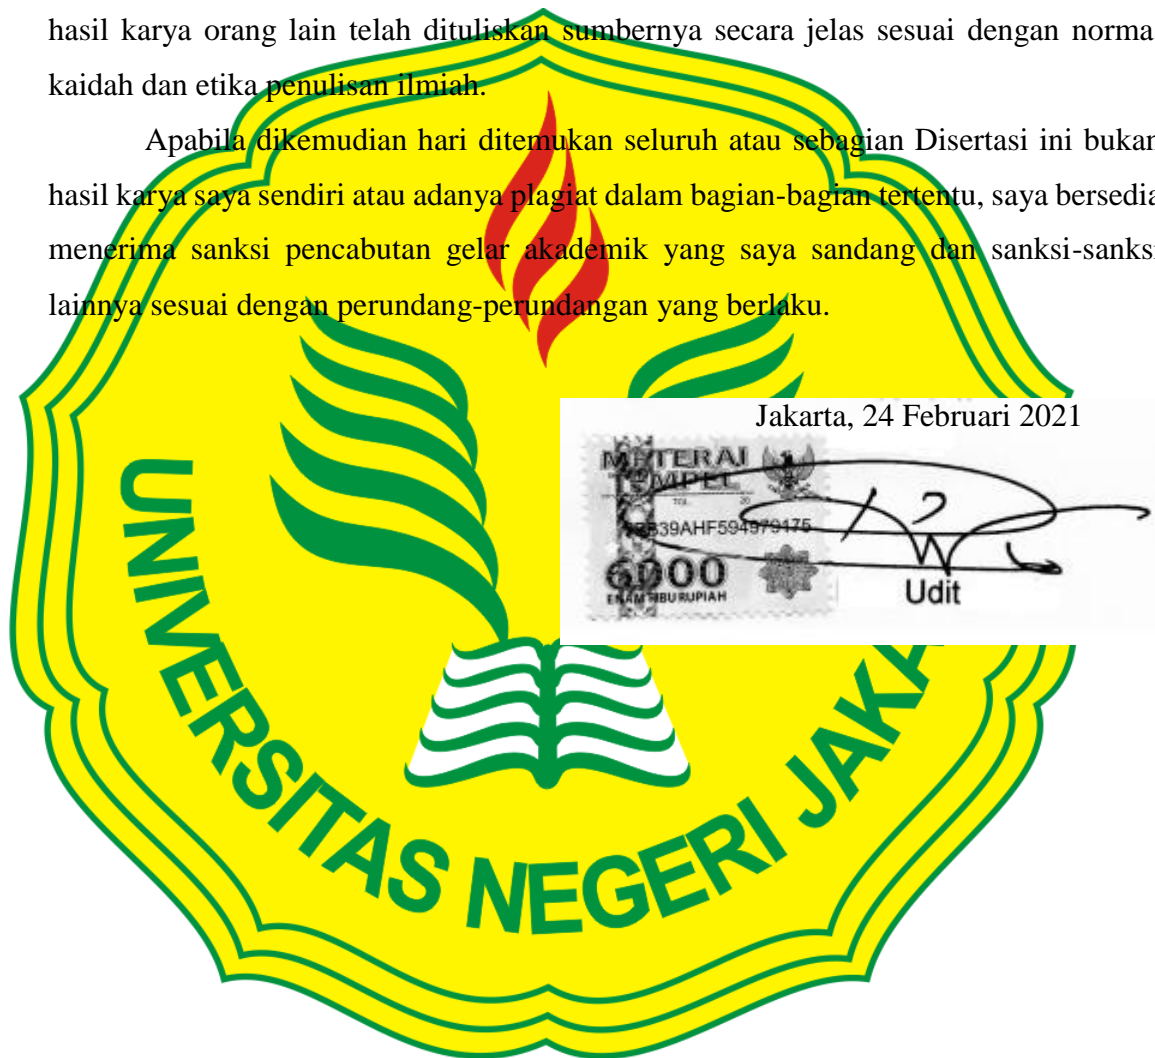 hasil karya orang lain telah dituliskan sumbernya secara jelas sesuai dengan norma
kaidah dan etika penulisan ilmiah.
Apabila dikemudian hari ditemukan seluruh atau sebagian Disertasi ini bukan
hasil karya saya sendiri atau adanya plagiat dalam bagian-bagian tertentu, saya bersedia
menerima sanksi pencabutan gelar akademik yang saya sandang dan sanksi-sanksi
lainnya sesuai dengan perundang-perundangan yang berlaku.
Jakarta, 24 Februari 2021
METERAI
TEMPEL
TGL. 20
39AHF594979175
6000
ENAM RIBU RUPIAH
Udit
UNIVERSITAS NEGERI JAKA